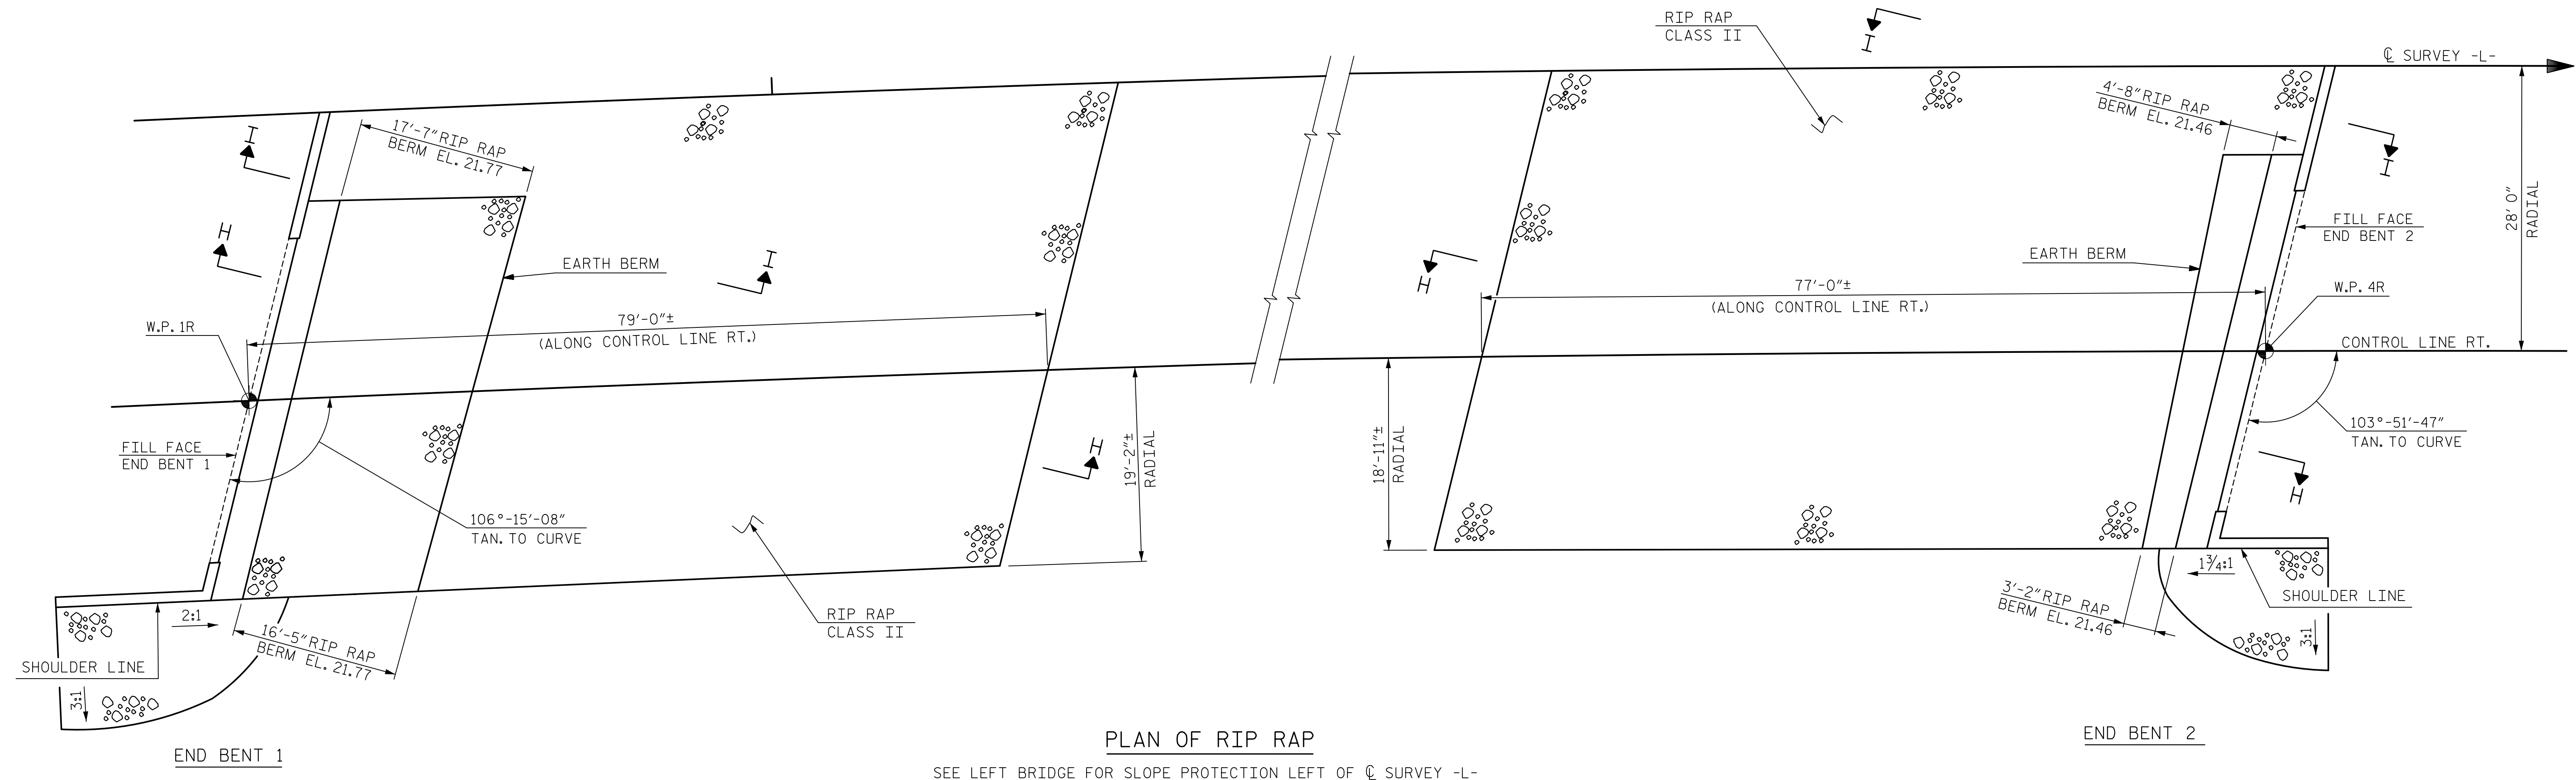 RIP RAP
CLASS II
I
℄ SURVEY -L-
17'-7" RIP RAP
BERM EL. 21.77
4'-8" RIP RAP
BERM EL. 21.46
I
I
H
I
28' 0"
RADIAL
FILL FACE
END BENT 2
EARTH BERM
EARTH BERM
H
W.P. 1R
79'-0"±
(ALONG CONTROL LINE RT.)
77'-0"±
(ALONG CONTROL LINE RT.)
W.P. 4R
CONTROL LINE RT.
FILL FACE
END BENT 1
H
19'-2"±
RADIAL
18'-11"±
RADIAL
103°-51'-47"
TAN. TO CURVE
H
106°-15'-08"
TAN. TO CURVE
1 3/4:1
3'-2" RIP RAP
BERM EL. 21.46
SHOULDER LINE
2:1
RIP RAP
CLASS II
16'-5" RIP RAP
BERM EL. 21.77
3:1
SHOULDER LINE
3:1
END BENT 1
END BENT 2
PLAN OF RIP RAP
SEE LEFT BRIDGE FOR SLOPE PROTECTION LEFT OF ℄ SURVEY -L-